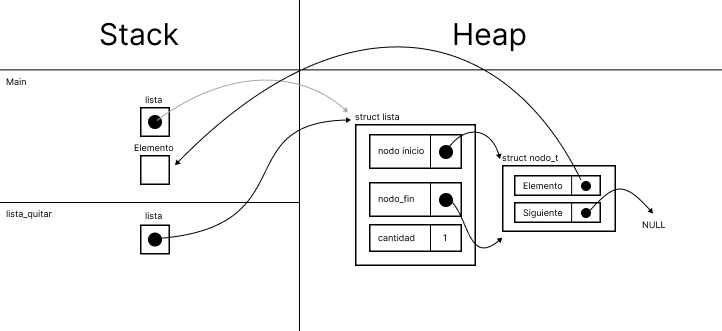 Stack
Heap
Main
lista
struct lista
Elemento
nodo inicio
struct nodo_t
Elemento
nodo_fin
Siguiente
lista_quitar
lista
NULL
cantidad
1